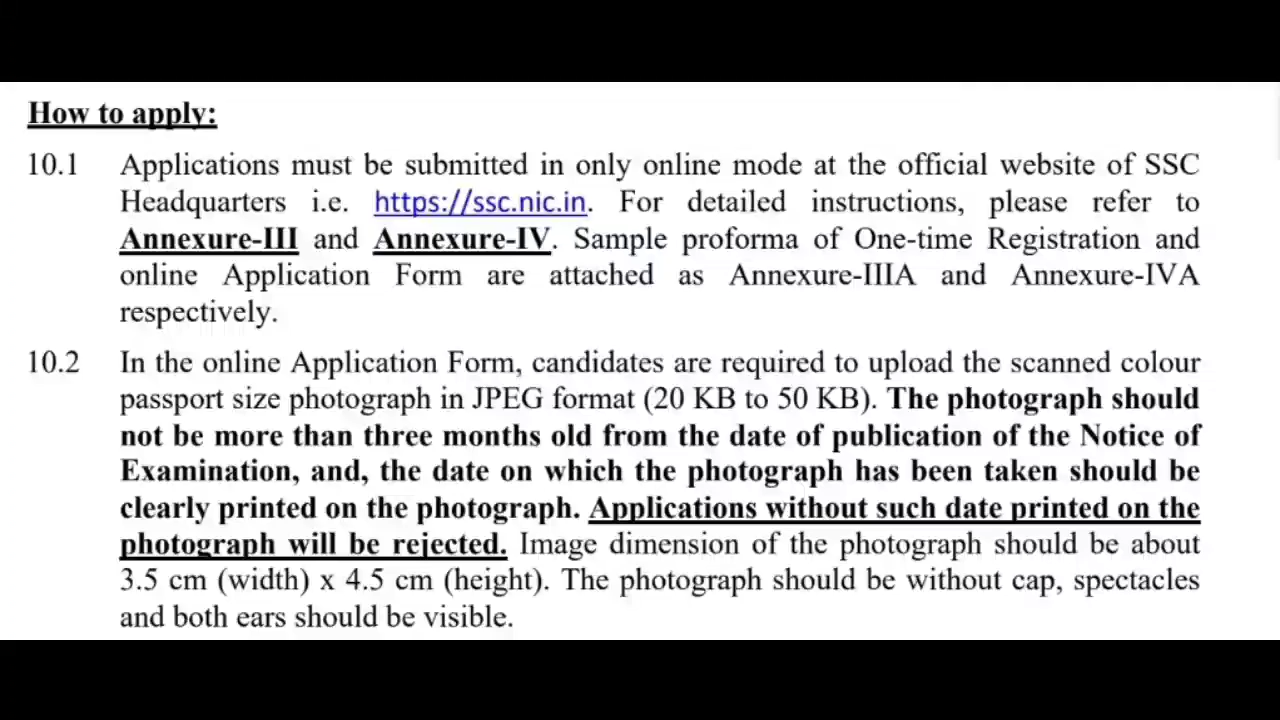 How to apply:
10.1 Applications must be submitted in only online mode at the official website of SSC
Headquarters i.e. https://ssc.nic.in. For detailed instructions, please refer to
Annexure-III and Annexure-IV. Sample proforma of One-time Registration and
online Application Form are attached as Annexure-IIIA and Annexure-IVA
respectively.
10.2 In the online Application Form, candidates are required to upload the scanned colour
passport size photograph in JPEG format (20 KB to 50 KB). The photograph should
not be more than three months old from the date of publication of the Notice of
Examination, and, the date on which the photograph has been taken should be
clearly printed on the photograph. Applications without such date printed on the
photograph will be rejected. Image dimension of the photograph should be about
3.5 cm (width) x 4.5 cm (height). The photograph should be without cap, spectacles
and both ears should be visible.